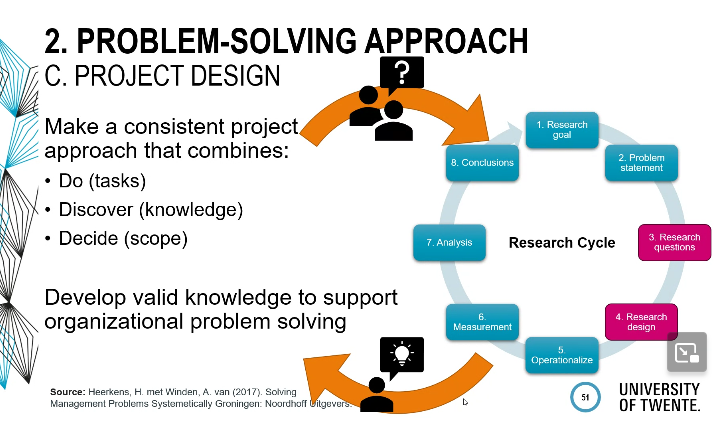 2. PROBLEM-SOLVING APPROACH
C. PROJECT DESIGN
Make a consistent project
approach that combines:
• Do (tasks)
• Discover (knowledge)
• Decide (scope)
Develop valid knowledge to support
organizational problem solving
?
1. Research
goal
2. Problem
statement
3. Research
questions
4. Research
design
5.
Operationalize
6.
Measurement
7. Analysis
8. Conclusions
Research Cycle
Source: Heerkens, H. met Winden, A. van (2017). Solving
Management Problems Systemetically Groningen: Noordhoff Uitgevers.
51
UNIVERSITY
OF TWENTE.